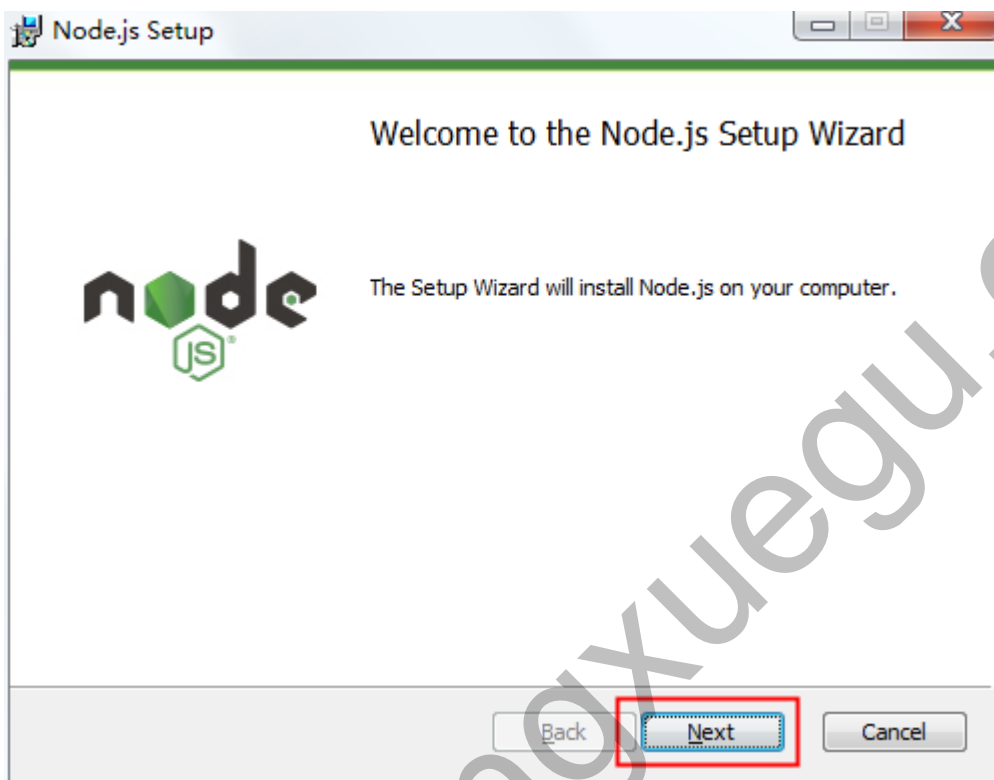 Node.js Setup
Welcome to the Node.js Setup Wizard
node
JS
The Setup Wizard will install Node.js on your computer.
Back
Next
Cancel